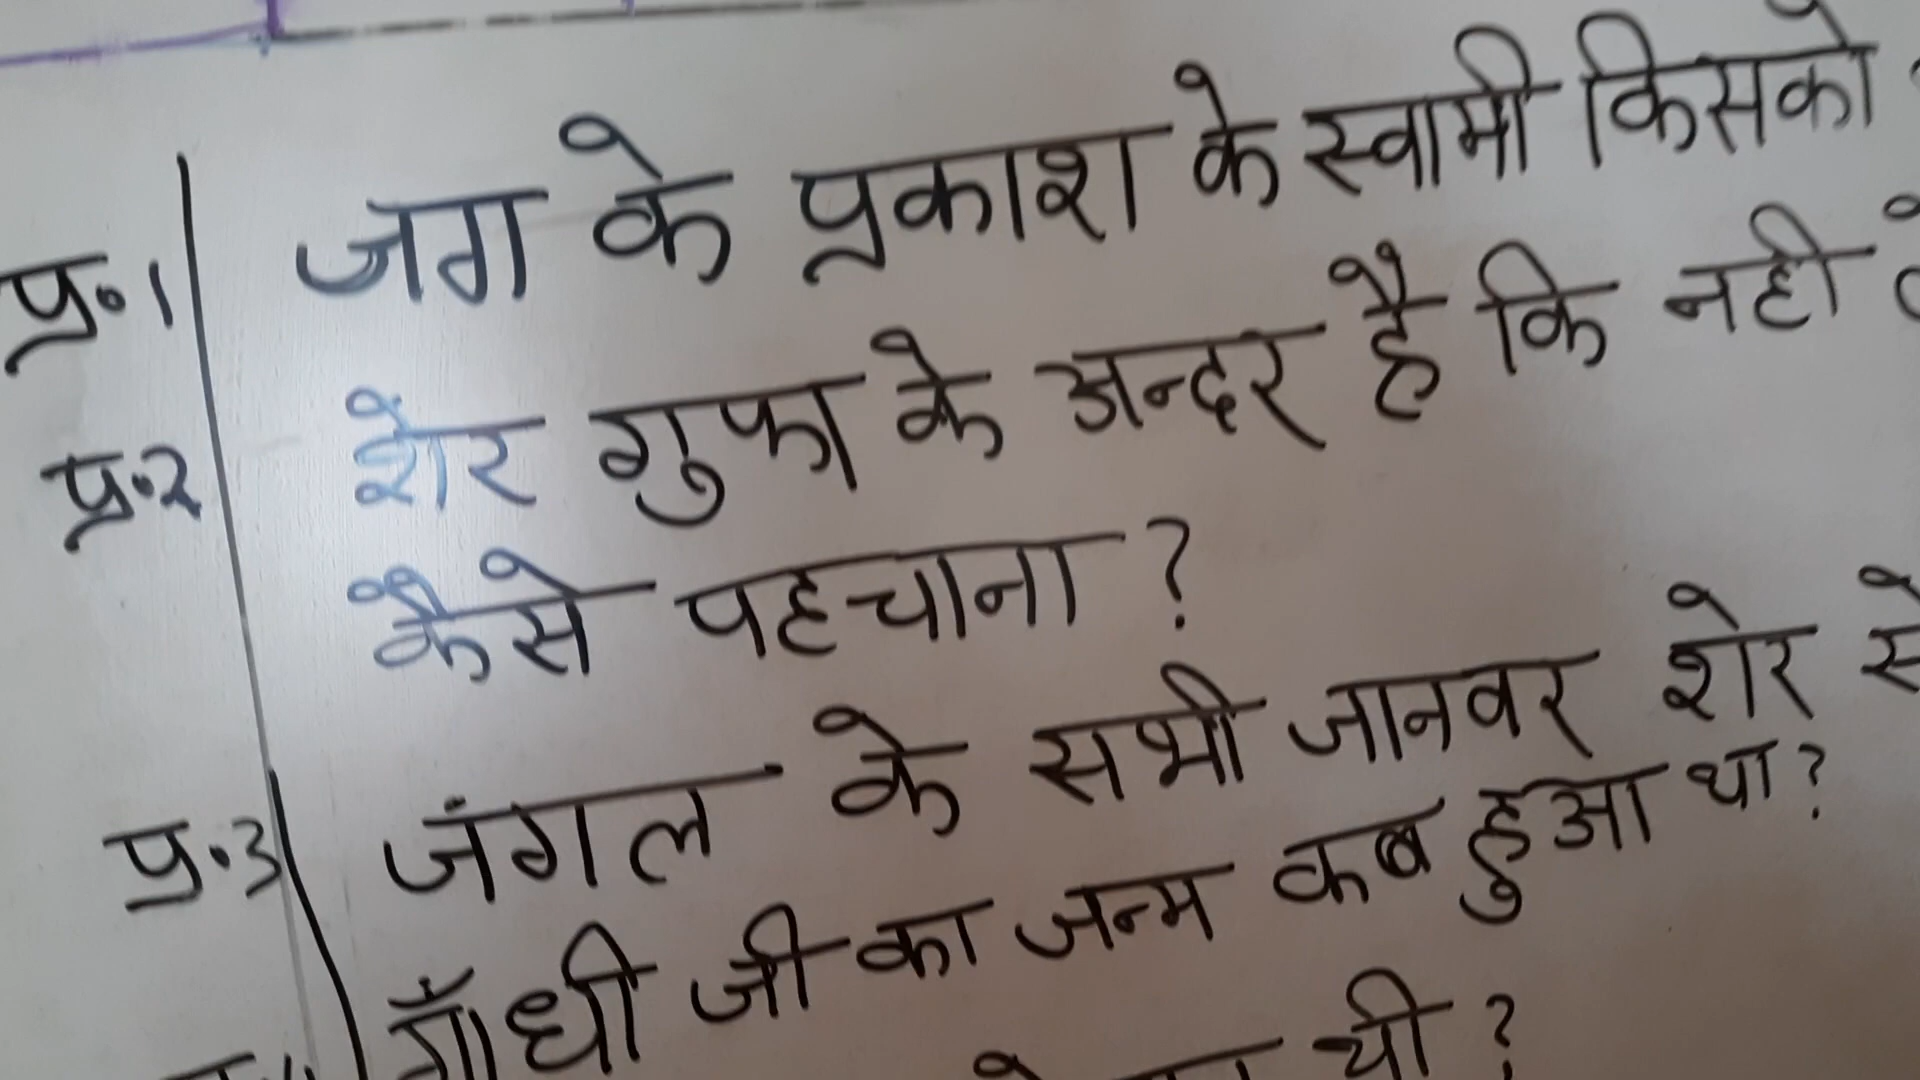 प्र॰1 जग के प्रकाश के स्वामी किसको
प्र॰2 शेर गुफा के अन्दर है कि नही
कैसे पहचाना ?
प्र॰3 जंगल के सभी जानवर शेर से
गाँधी जी का जन्म कब हुआ था ?
थी ?